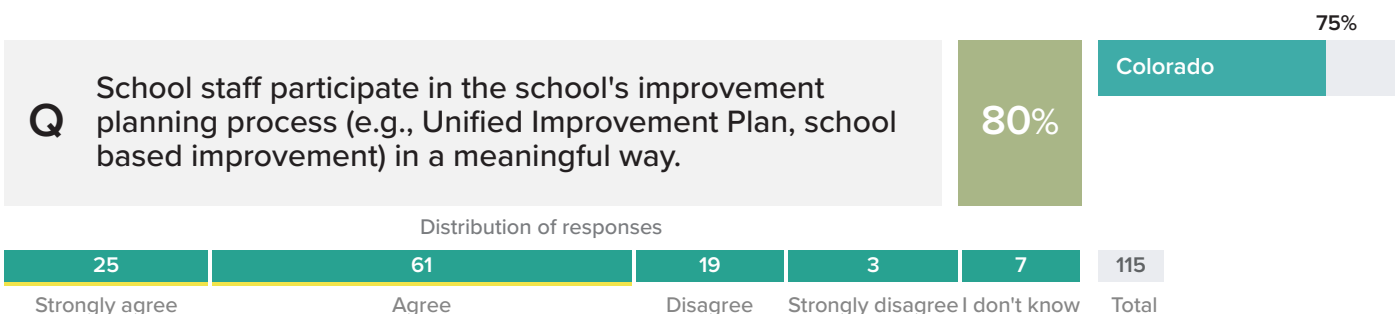 75%
Q
School staff participate in the school's improvement
planning process (e.g., Unified Improvement Plan, school
based improvement) in a meaningful way.
80%
Colorado
Distribution of responses
25 61 19 3 7 115
Strongly agree Agree Disagree Strongly disagree I don't know Total